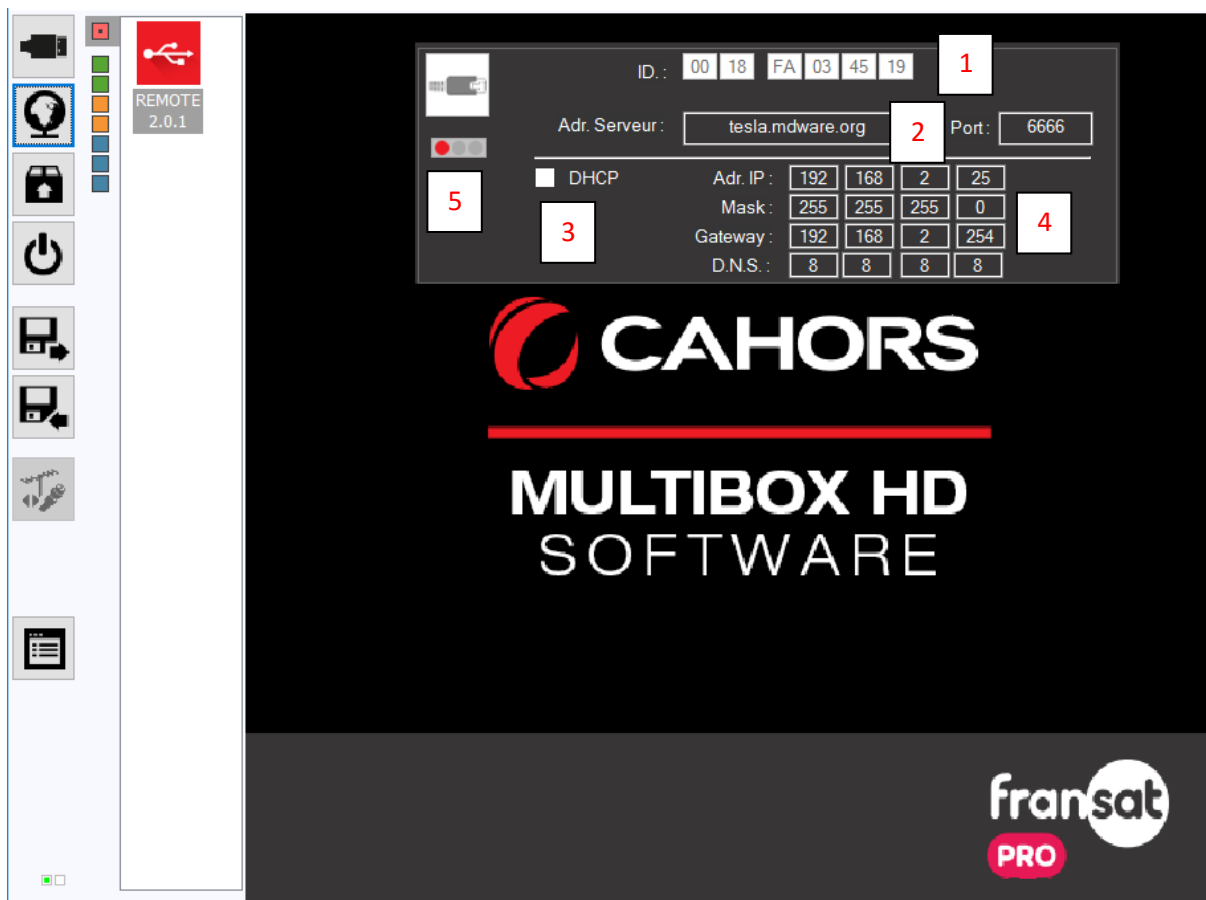 REMOTE
2.0.1
ID. : 00 18 FA 03 45 19 1
Adr. Serveur : tesla.mdware.org 2 Port : 6666
5
DHCP
3
Adr. IP : 192 168 2 25
Mask : 255 255 255 0
Gateway : 192 168 2 254
D.N.S. : 8 8 8 8
4
CAHORS
MULTIBOX HD
SOFTWARE
fransat
PRO